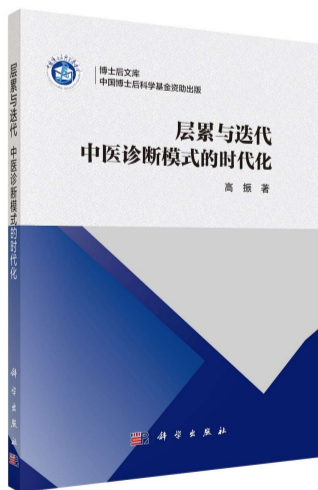 博士后文库
中国博士后科学基金资助出版
层累与迭代
中医诊断模式的时代化
高 振 著
科学出版社
层累与迭代 中医诊断模式的时代化
科学出版社